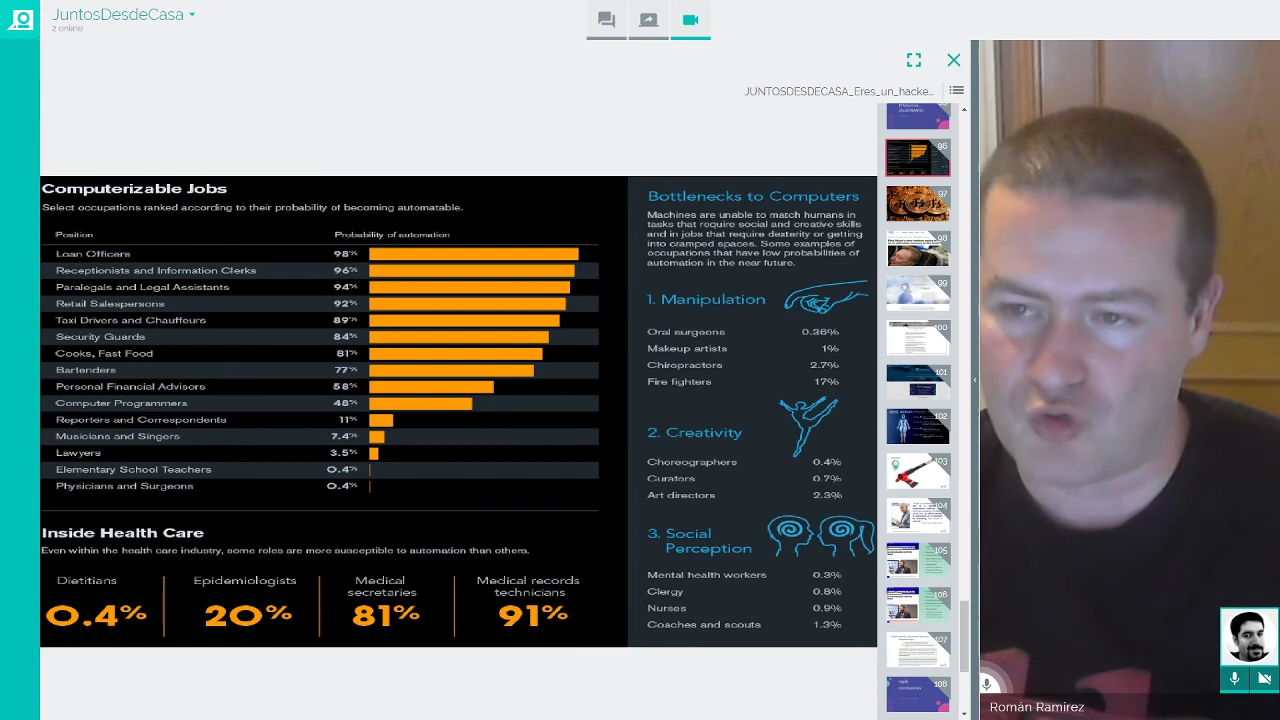 JuntosDesdeCasa
2 online
JUNTOSDESDECASA_Eres_un_hacke...
Computerizable Jobs
Select occupations ranked according to their probability of becoming automatable.
Position Probability of automation
Loan Officers 98%
Receptionists and Information Clerks 96%
Paralegals and Legal Assistants 94%
Retail Salespersons 92%
Taxi Drivers and Chauffeurs 89%
Security Guards 84%
Cooks, Fast Food 81%
Bartenders 77%
Personal Financial Advisors 58%
Computer Programmers 48%
Reporters and Correspondents 11%
Musicians and Singers 7.4%
Lawyers 3.5%
Elementary School Teachers 0.4%
Physicians and Surgeons 0.4%
Inside Health Care
Even within the health care industry, some roles are more susceptible to automation than others.
Dietitians Epidemiologists Medical secretaries Medical records technicians
0.4% 81% 91%
Bottlenecks to Computers
Machines are unable to match humans in
tasks that require social and creative skills
and in jobs that require dexterity or getting
into cramped spaces. Some examples of
occupations that have low probabilities of
automation in the near future.
1. Manipulation
Oral surgeons 0.36%
Makeup artists 1%
Chiropractors 2.7%
Fire fighters 17%
2. Creativity
Choreographers 0.4%
Curators 0.7%
Art directors 2.3%
3. Social
Perception
Mental health workers 0.3%
Clergy 0.8%
Nurses 0.9%
Coaches and scouts 1.3%
96
97
98
99
100
101
102
103
104
105
106
107
108
Román Ramírez